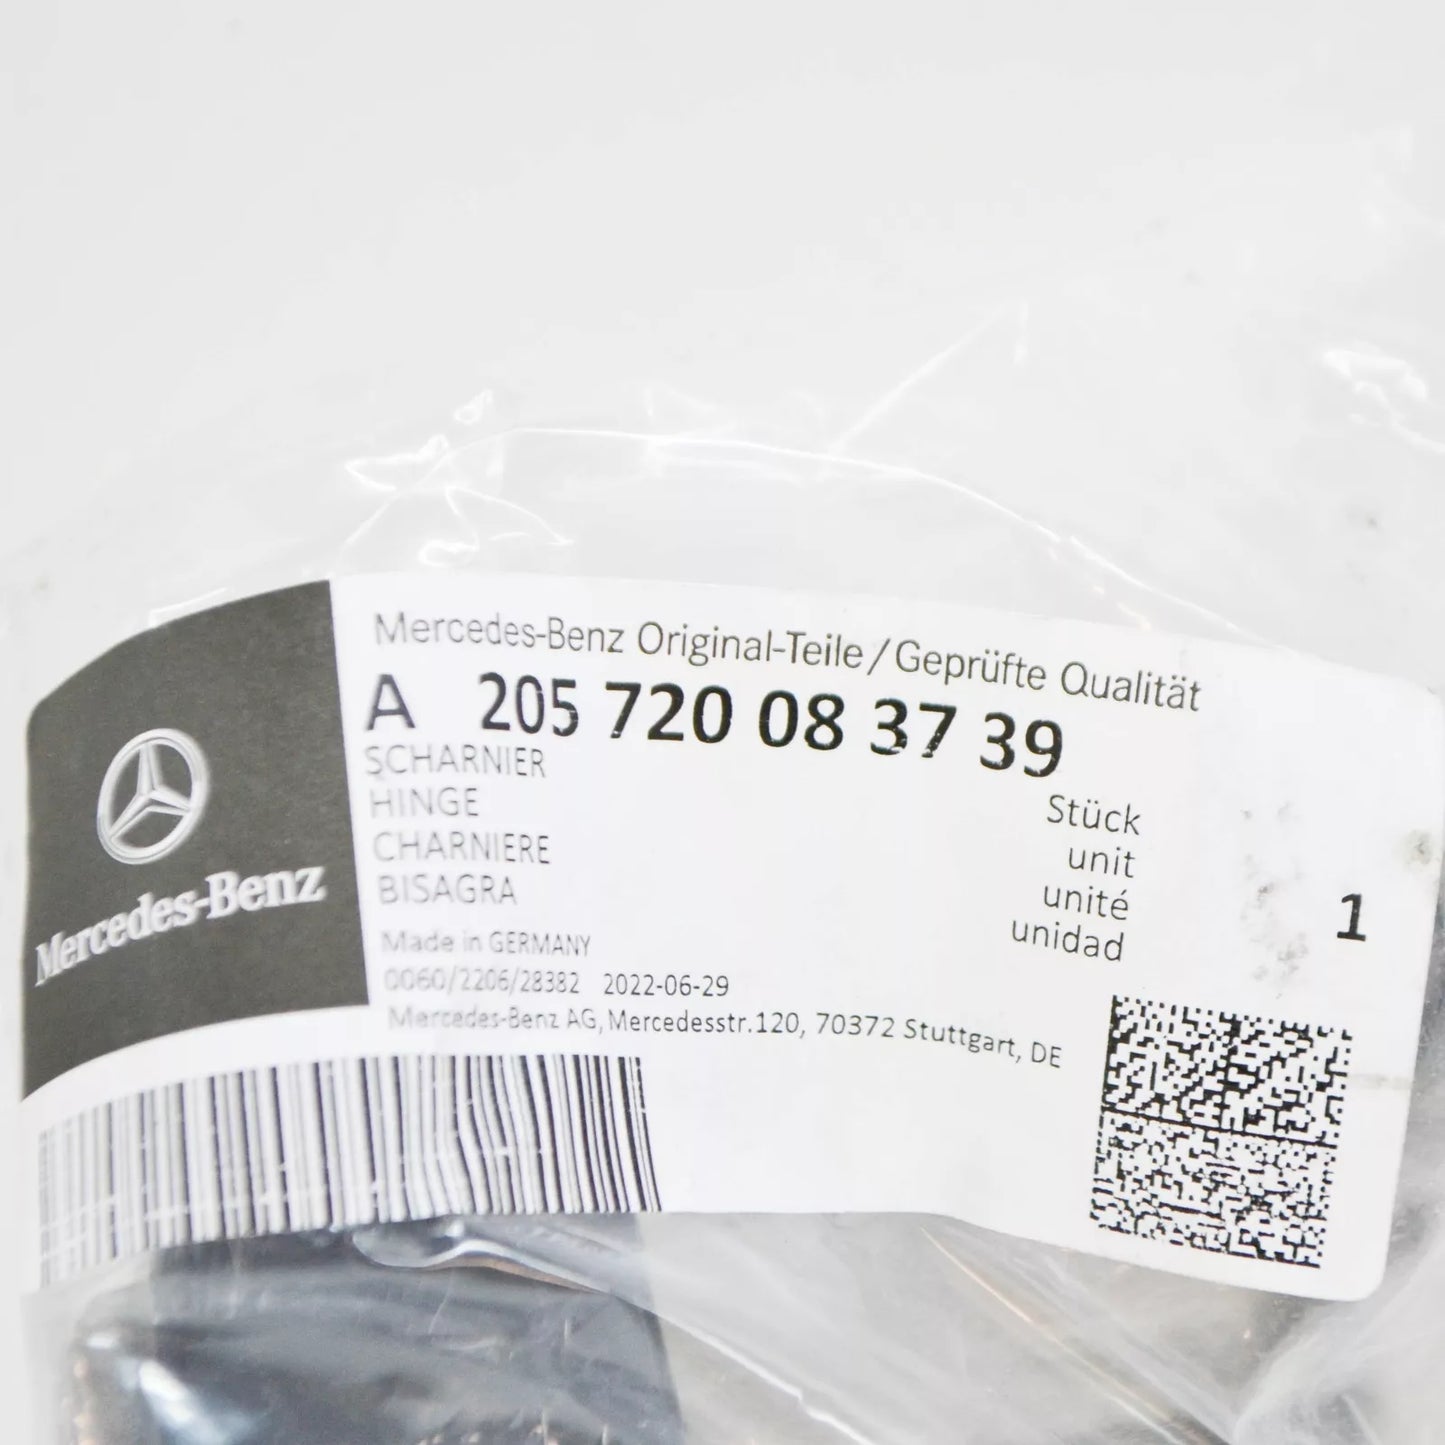 Mercedes-Benz
Mercedes-Benz Original-Teile/Geprüfte Qualität
A 205 720 08 37 39
SCHARNIER
HINGE
CHARNIERE
BISAGRA
Stück
unit
unité
unidad
1
Made in GERMANY
0060/2206/28382 2022-06-29
Mercedes-Benz AG, Mercedesstr.120, 70372 Stuttgart, DE